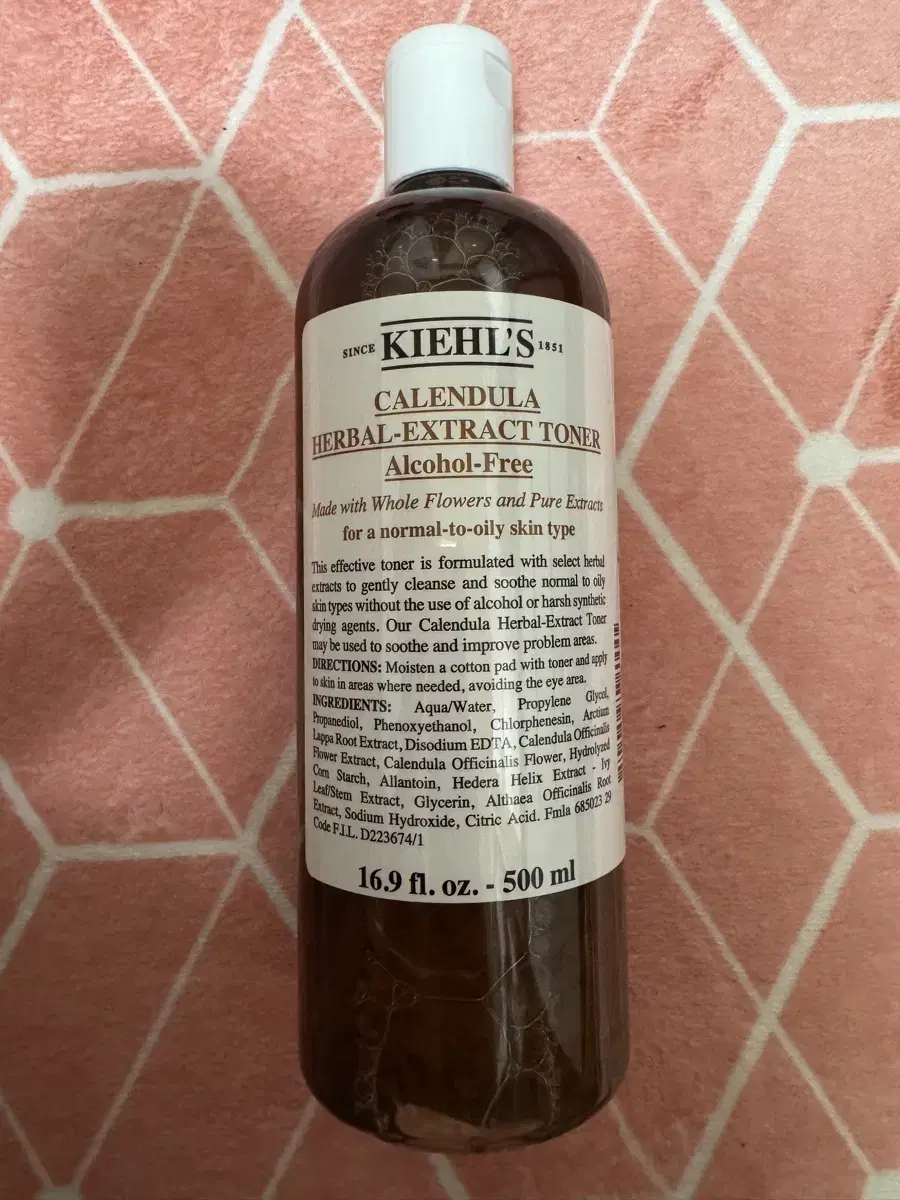 SINCE KIEHL'S 1851
CALENDULA
HERBAL-EXTRACT TONER
Alcohol-Free
Made with Whole Flowers and Pure Extracts
for a normal-to-oily skin type
This effective toner is formulated with select herbal
extracts to gently cleanse and soothe normal to oily
skin types without the use of alcohol or harsh synthetic
drying agents. Our Calendula Herbal-Extract Toner
may be used to soothe and improve problem areas.
DIRECTIONS: Moisten a cotton pad with toner and apply
to skin in areas where needed, avoiding the eye area.
INGREDIENTS: Aqua/Water, Propylene Glycol,
Propanediol, Phenoxyethanol, Chlorphenesin, Arctium
Lappa Root Extract, Disodium EDTA, Calendula Officinalis
Flower Extract, Calendula Officinalis Flower, Hydrolyzed
Corn Starch, Allantoin, Hedera Helix Extract - Ivy
Leaf/Stem Extract, Glycerin, Althaea Officinalis Root
Extract, Sodium Hydroxide, Citric Acid. Fmla 685023 29
Code F.I.L. D223674/1
16.9 fl. oz. - 500 ml